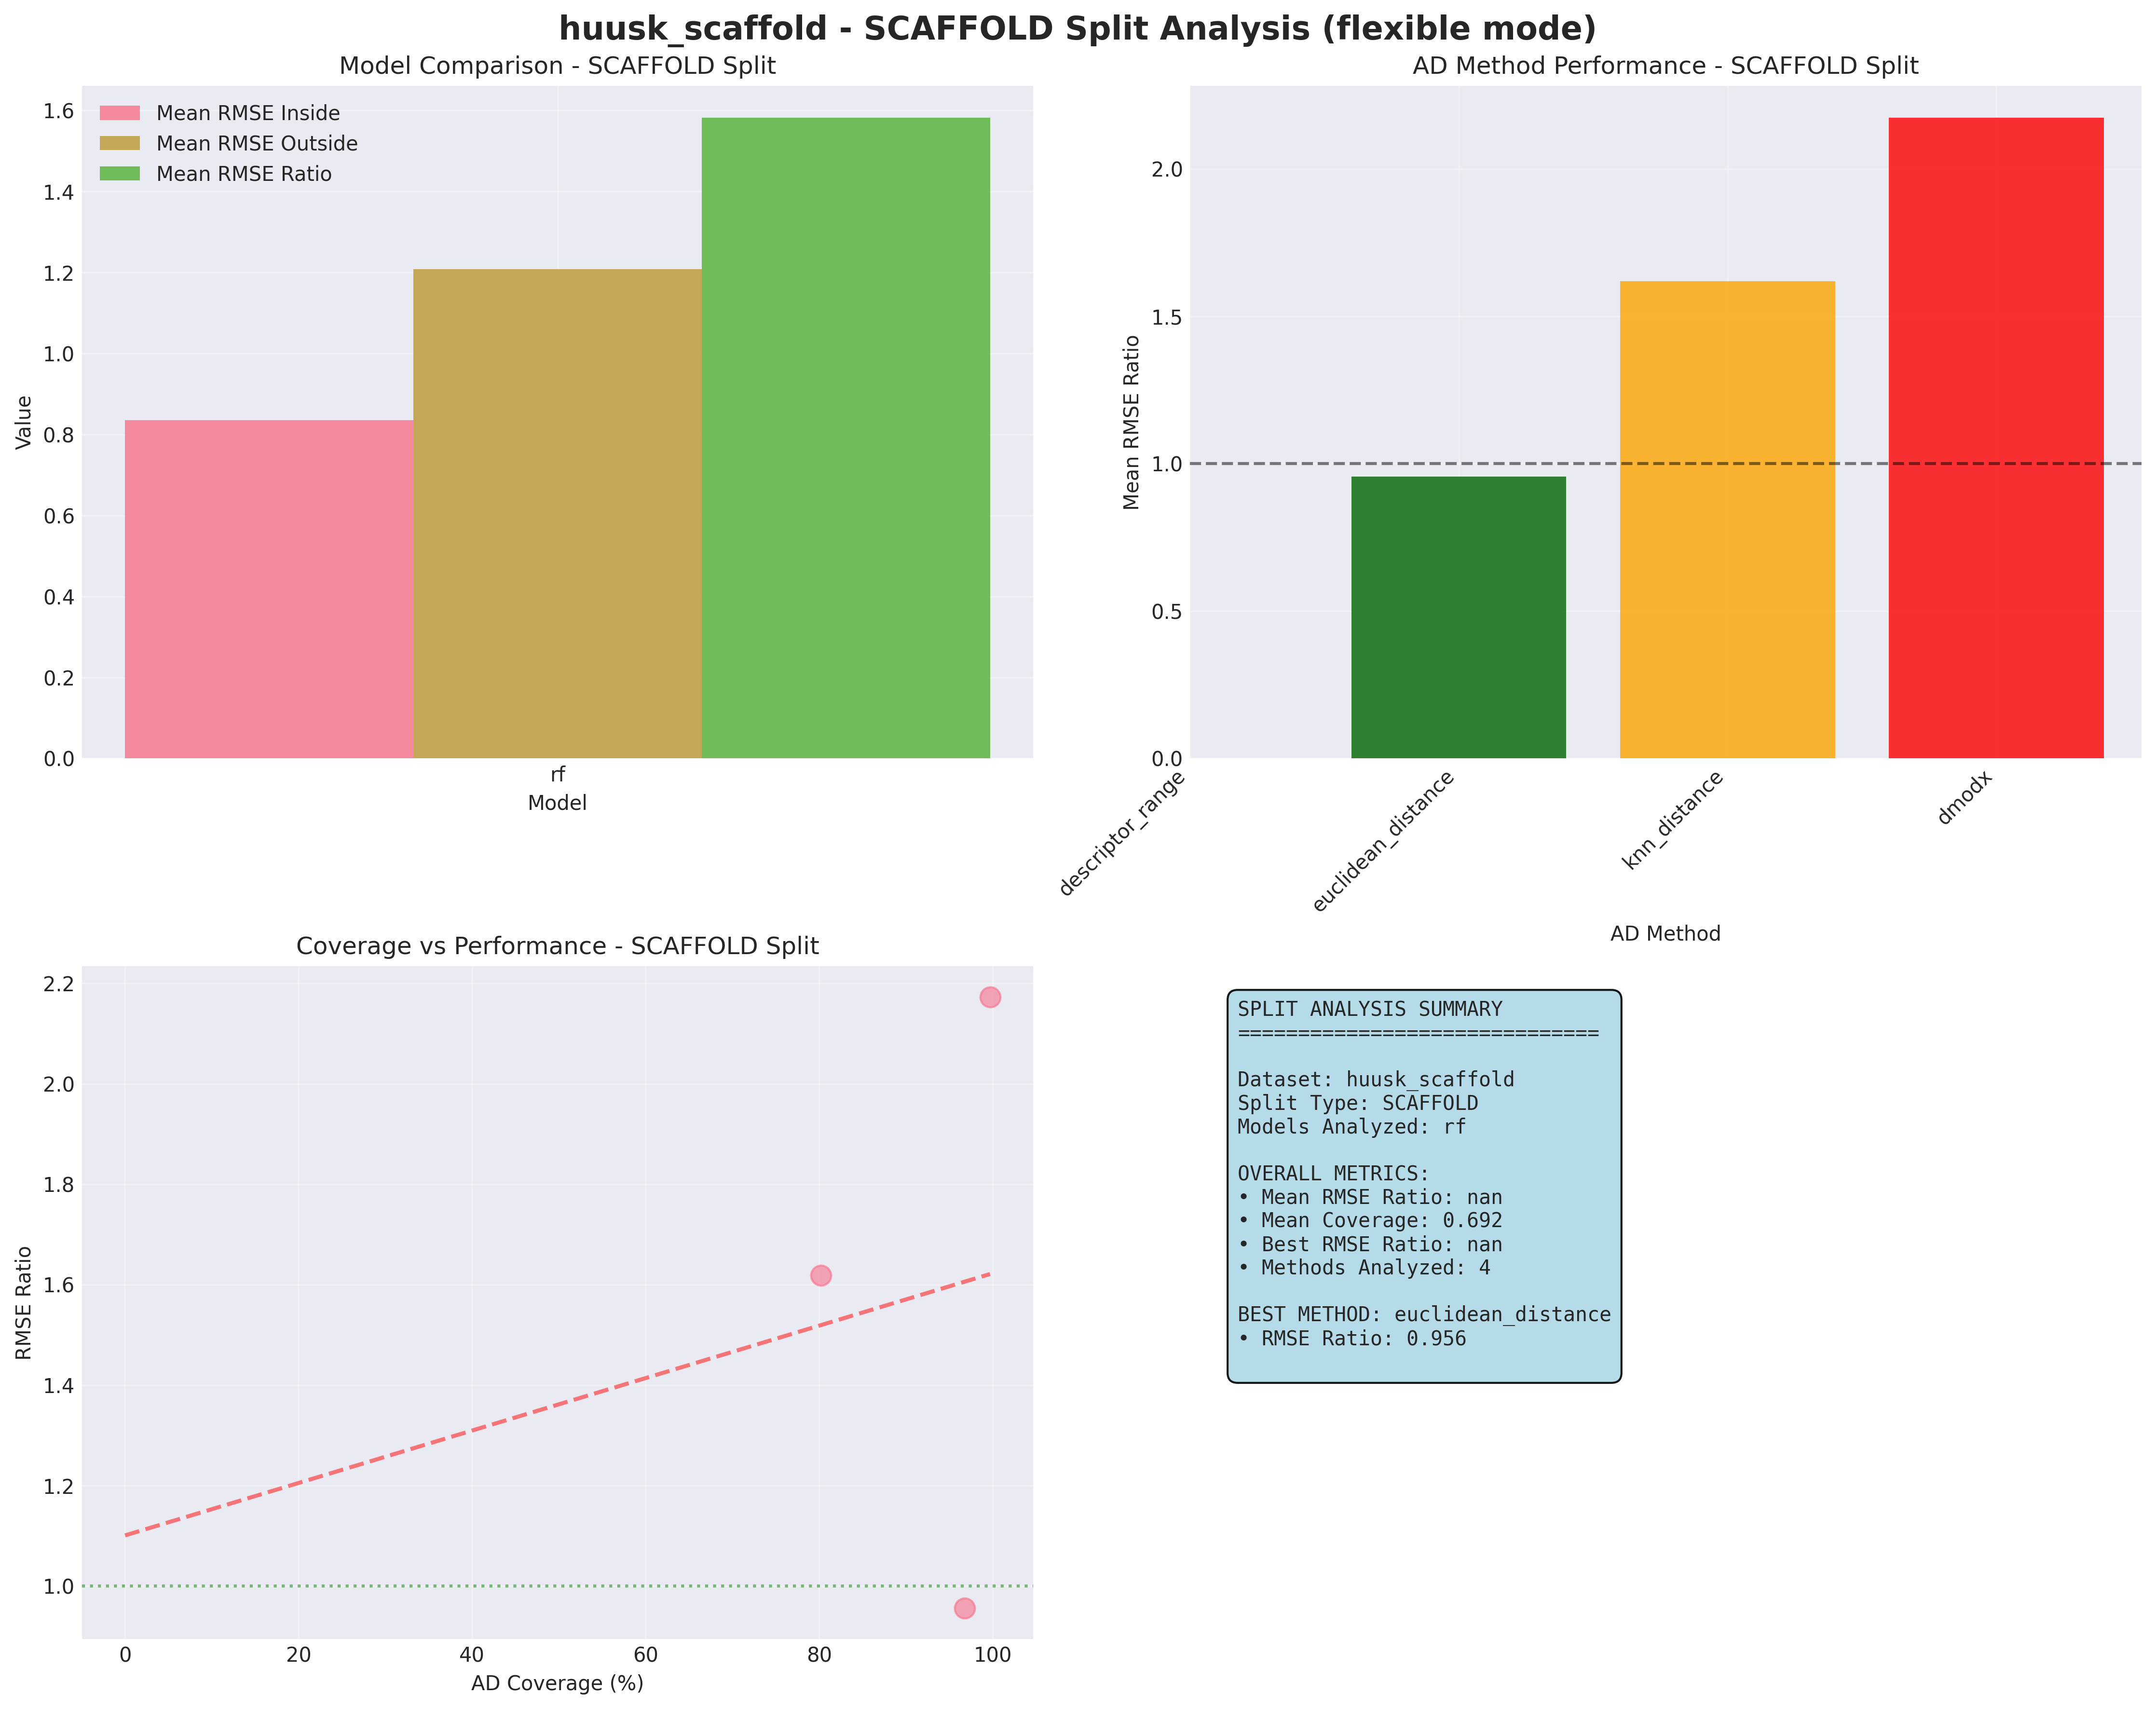 huusk_scaffold - SCAFFOLD Split Analysis (flexible mode)
Model Comparison - SCAFFOLD Split
Mean RMSE Inside
Mean RMSE Outside
Mean RMSE Ratio
1.6
1.4
1.2
1.0
0.8
0.6
0.4
0.2
0.0
Value
rf
Model
AD Method Performance - SCAFFOLD Split
2.0
1.5
1.0
0.5
0.0
Mean RMSE Ratio
descriptor_range
euclidean_distance
knn_distance
dmodx
AD Method
Coverage vs Performance - SCAFFOLD Split
2.2
2.0
1.8
1.6
1.4
1.2
1.0
RMSE Ratio
0 20 40 60 80 100
AD Coverage (%)
SPLIT ANALYSIS SUMMARY
==============================
Dataset: huusk_scaffold
Split Type: SCAFFOLD
Models Analyzed: rf
OVERALL METRICS:
• Mean RMSE Ratio: nan
• Mean Coverage: 0.692
• Best RMSE Ratio: nan
• Methods Analyzed: 4
BEST METHOD: euclidean_distance
• RMSE Ratio: 0.956